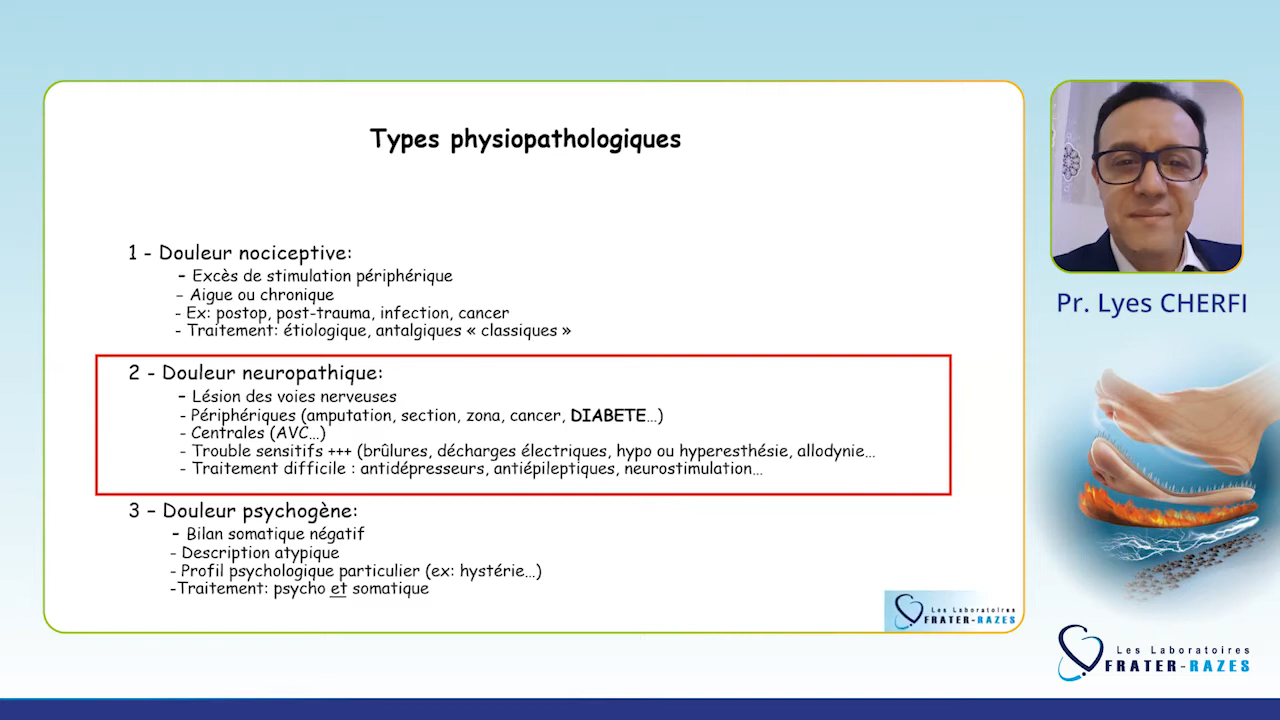 Types physiopathologiques
1 - Douleur nociceptive:
- Excès de stimulation périphérique
- Aigue ou chronique
- Ex: postop, post-trauma, infection, cancer
- Traitement: étiologique, antalgiques « classiques »
2 - Douleur neuropathique:
- Lésion des voies nerveuses
- Périphériques (amputation, section, zona, cancer, DIABETE…)
- Centrales (AVC…)
- Trouble sensitifs +++ (brûlures, décharges électriques, hypo ou hyperesthésie, allodynie…
- Traitement difficile : antidépresseurs, antiépileptiques, neurostimulation…
3 – Douleur psychogène:
- Bilan somatique négatif
- Description atypique
- Profil psychologique particulier (ex: hystérie…)
-Traitement: psycho et somatique
Les Laboratoires
FRATER-RAZES
Pr. Lyes CHERFI
Les Laboratoires
FRATER-RAZES